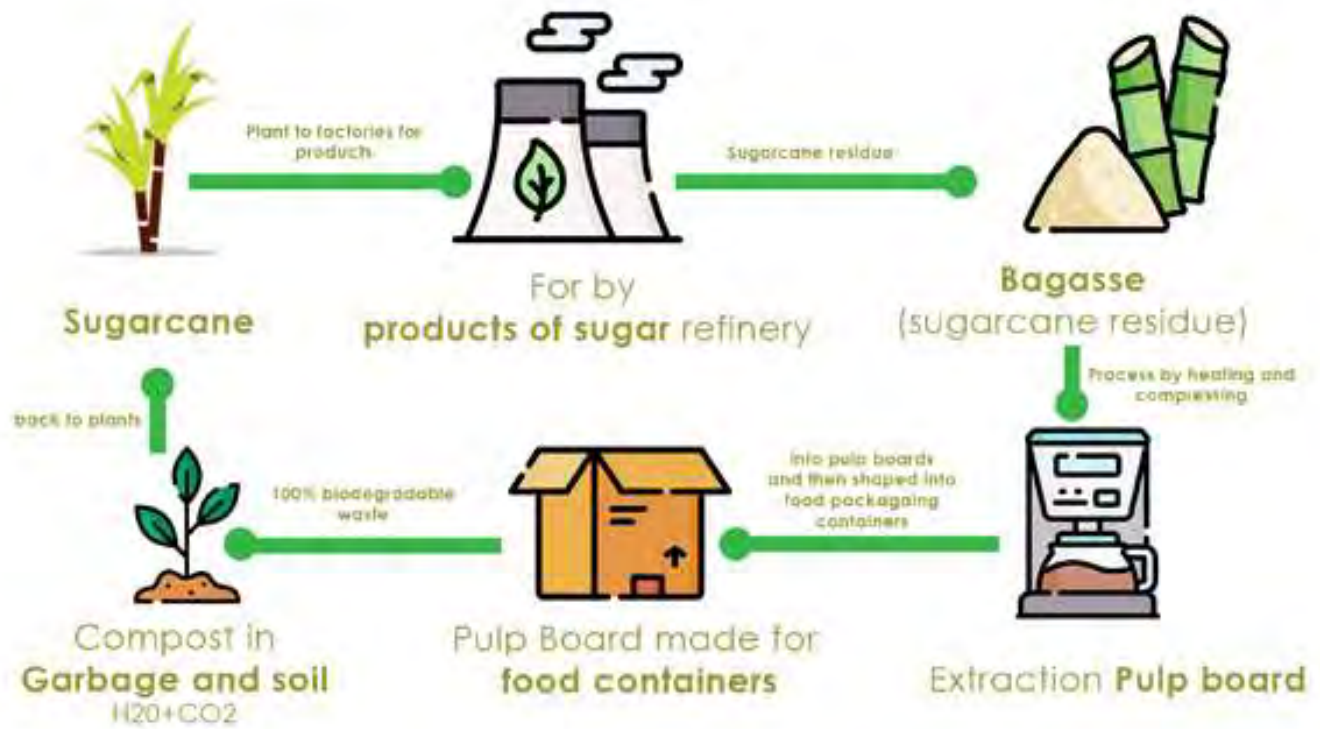 Plant to factories for
products
Sugarcane residue
Sugarcane
For by
products of sugar refinery
Bagasse
(sugarcane residue)
Process by heating and
compressing
back to plants
100% biodegradable
waste
into pulp boards
and then shaped into
food packagaing
containers
Compost in
Garbage and soil
H20+CO2
Pulp Board made for
food containers
Extraction Pulp board